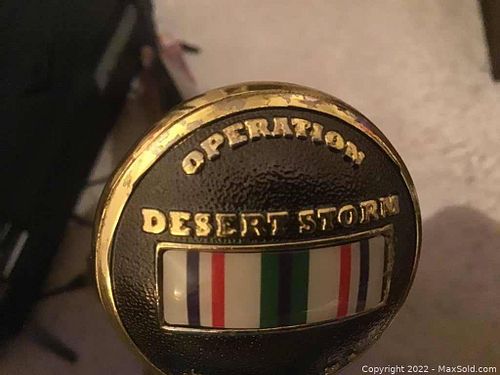 OPERATION
DESERT STORM
Copyright © 2022 - MaxSold.com